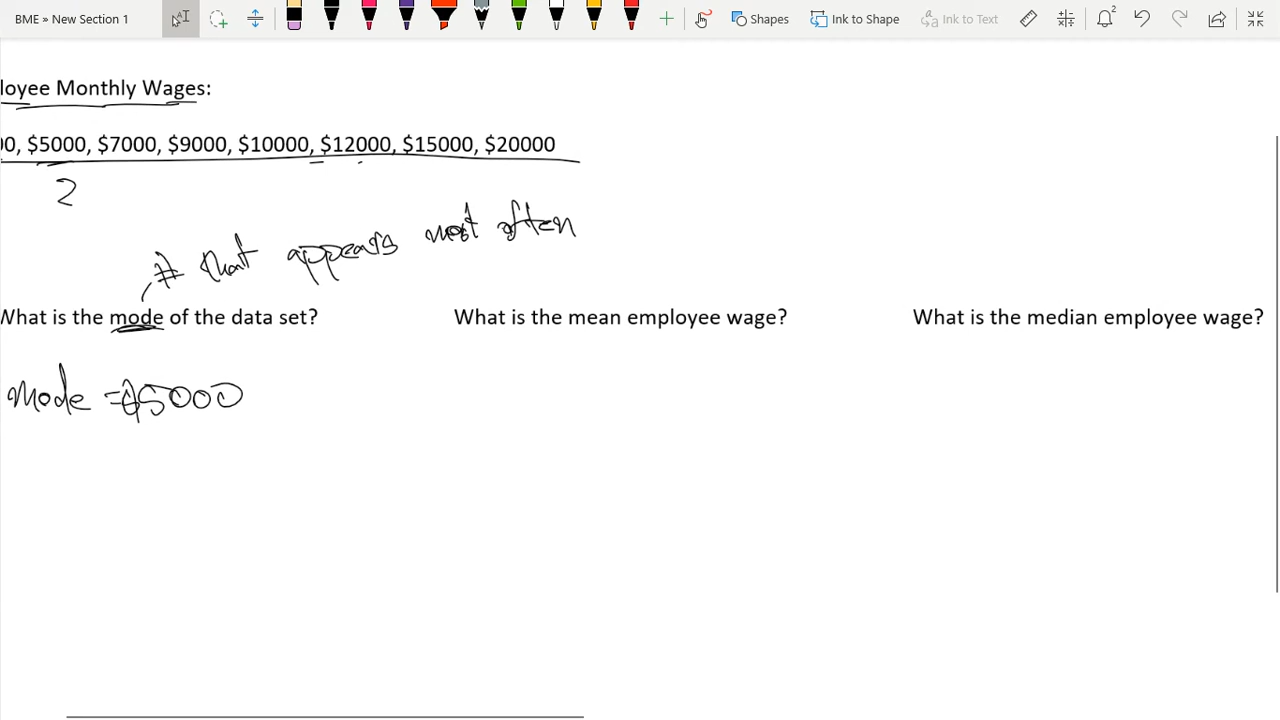 BME » New Section 1
Shapes
Ink to Shape
Ink to Text
2
loyee Monthly Wages:
00, $5000, $7000, $9000, $10000, $12000, $15000, $20000
2
# that appears most often
What is the mode of the data set?
What is the mean employee wage?
What is the median employee wage?
Mode = $5000